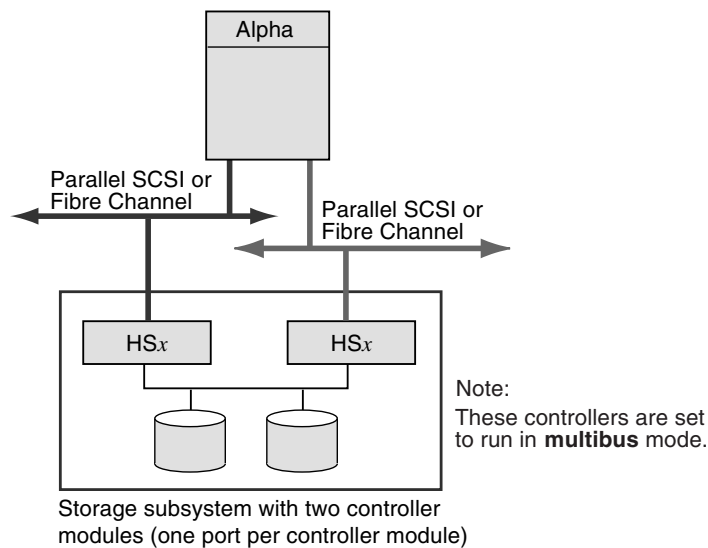 Alpha
Parallel SCSI or
Fibre Channel
Parallel SCSI or
Fibre Channel
HSx
HSx
Note:
These controllers are set
to run in multibus mode.
Storage subsystem with two controller
modules (one port per controller module)